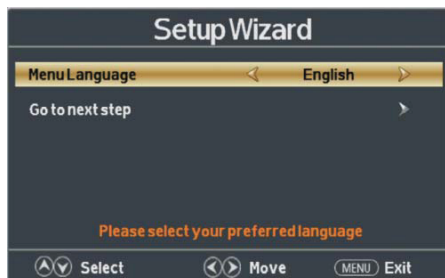 Setup Wizard
Menu Language English
Go to next step
Please select your preferred language
Select Move MENU Exit